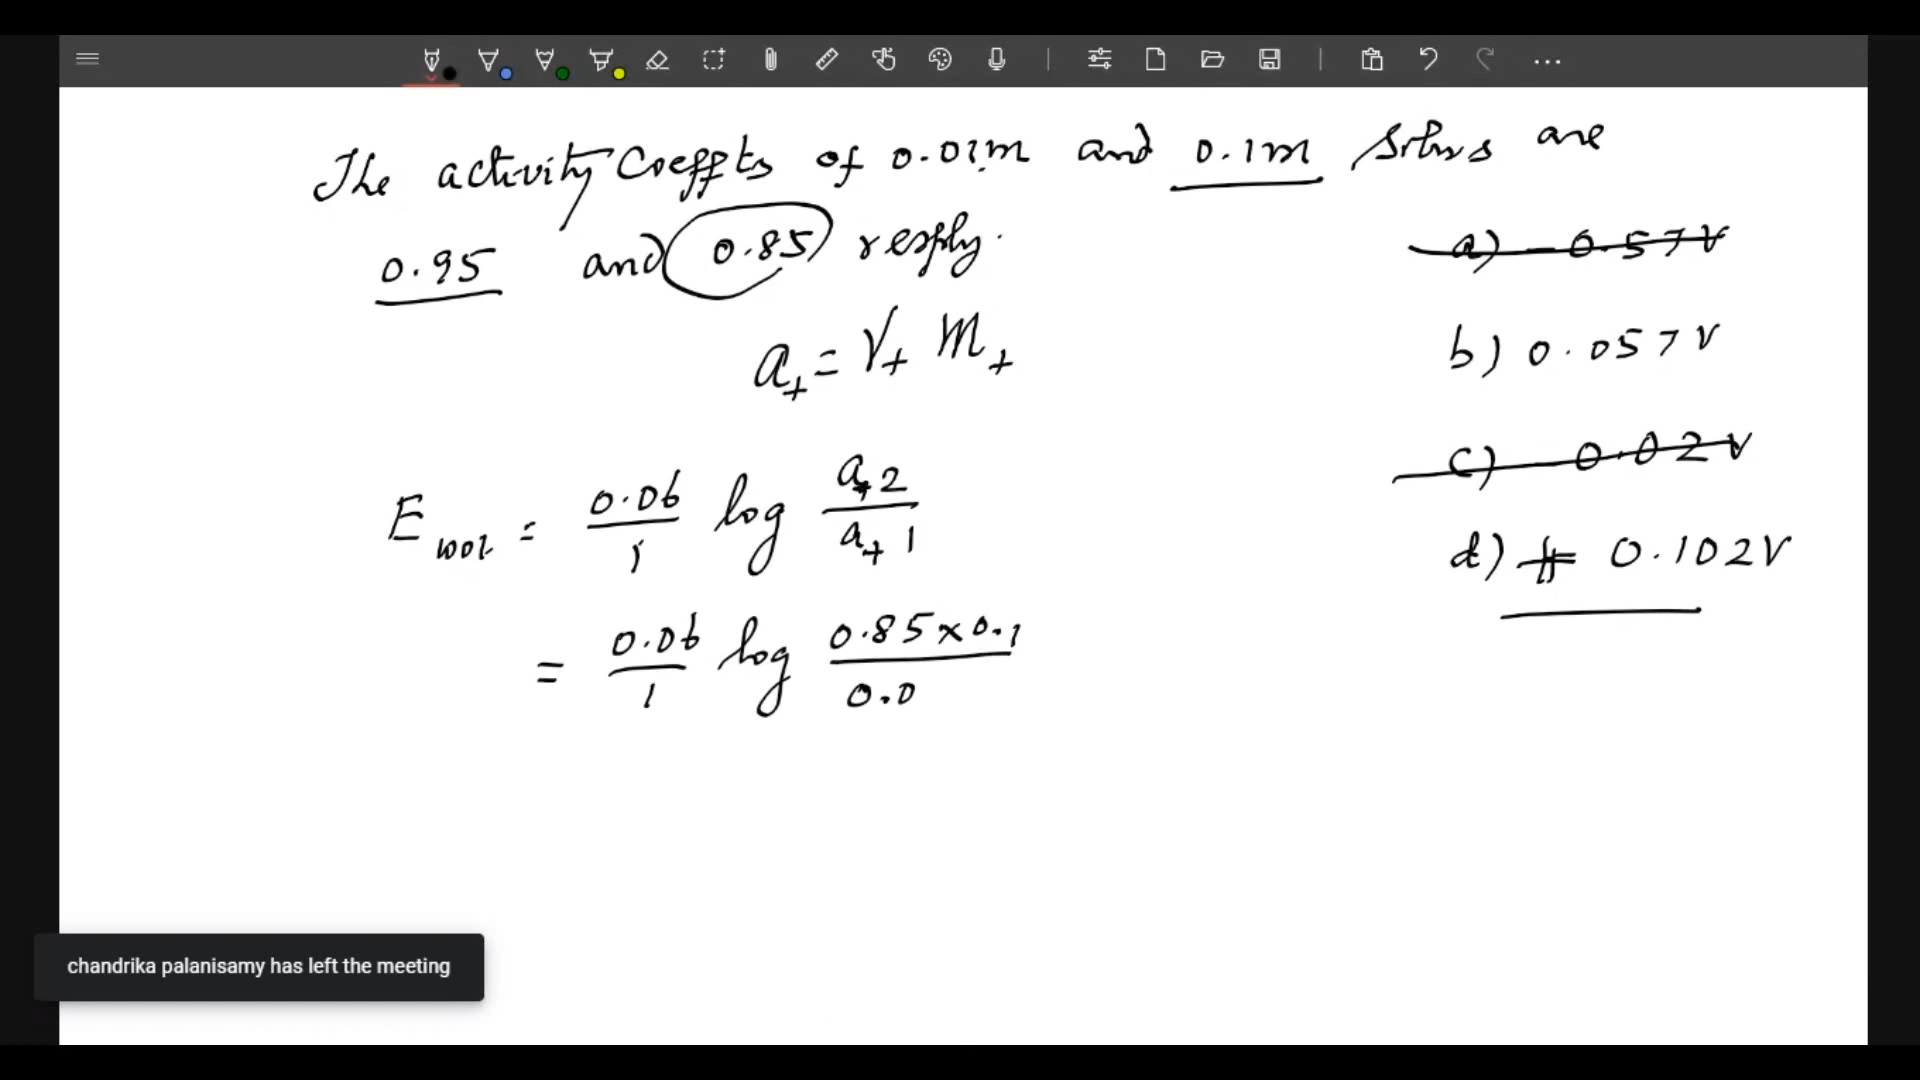 The activity Coeffts of 0.01m and 0.1m Solns are
0.95 and 0.85 resply.
a) - 0.57V
a+ = γ+ m+
b) 0.057V
c) - 0.02V
E wot = 0.06/1 log a+2/a+1
d) + 0.102V
= 0.06/1 log 0.85×0.1/0.0
chandrika palanisamy has left the meeting